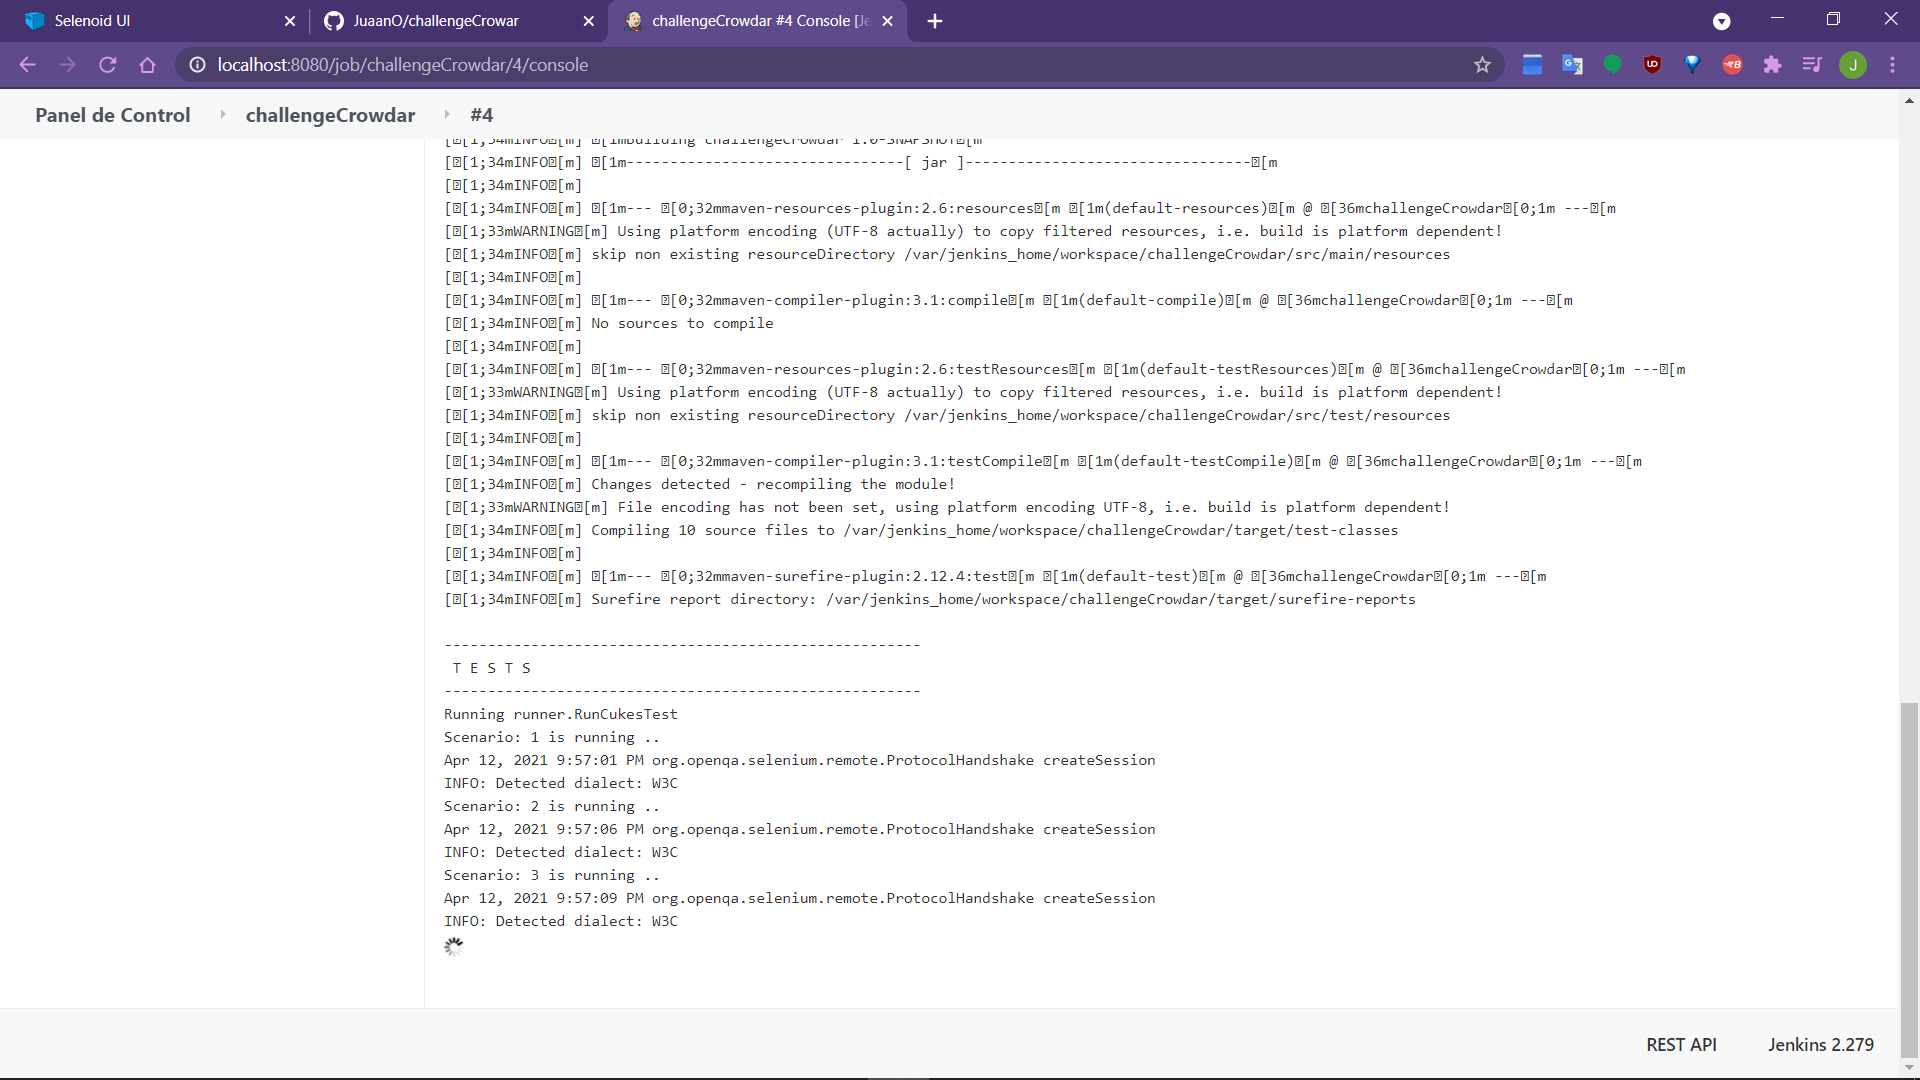 Selenoid UI
JuaanO/challengeCrowar
challengeCrowdar #4 Console [Je
localhost:8080/job/challengeCrowdar/4/console
J
Panel de Control
challengeCrowdar
#4
[␛[1;34mINFO␛[m] ␛[1mBuilding challengeCrowdar 1.0-SNAPSHOT␛[m
[␛[1;34mINFO␛[m] ␛[1m--------------------------------[ jar ]---------------------------------␛[m
[␛[1;34mINFO␛[m]
[␛[1;34mINFO␛[m] ␛[1m--- ␛[0;32mmaven-resources-plugin:2.6:resources␛[m ␛[1m(default-resources)␛[m @ ␛[36mchallengeCrowdar␛[0;1m ---␛[m
[␛[1;33mWARNING␛[m] Using platform encoding (UTF-8 actually) to copy filtered resources, i.e. build is platform dependent!
[␛[1;34mINFO␛[m] skip non existing resourceDirectory /var/jenkins_home/workspace/challengeCrowdar/src/main/resources
[␛[1;34mINFO␛[m]
[␛[1;34mINFO␛[m] ␛[1m--- ␛[0;32mmaven-compiler-plugin:3.1:compile␛[m ␛[1m(default-compile)␛[m @ ␛[36mchallengeCrowdar␛[0;1m ---␛[m
[␛[1;34mINFO␛[m] No sources to compile
[␛[1;34mINFO␛[m]
[␛[1;34mINFO␛[m] ␛[1m--- ␛[0;32mmaven-resources-plugin:2.6:testResources␛[m ␛[1m(default-testResources)␛[m @ ␛[36mchallengeCrowdar␛[0;1m ---␛[m
[␛[1;33mWARNING␛[m] Using platform encoding (UTF-8 actually) to copy filtered resources, i.e. build is platform dependent!
[␛[1;34mINFO␛[m] skip non existing resourceDirectory /var/jenkins_home/workspace/challengeCrowdar/src/test/resources
[␛[1;34mINFO␛[m]
[␛[1;34mINFO␛[m] ␛[1m--- ␛[0;32mmaven-compiler-plugin:3.1:testCompile␛[m ␛[1m(default-testCompile)␛[m @ ␛[36mchallengeCrowdar␛[0;1m ---␛[m
[␛[1;34mINFO␛[m] Changes detected - recompiling the module!
[␛[1;33mWARNING␛[m] File encoding has not been set, using platform encoding UTF-8, i.e. build is platform dependent!
[␛[1;34mINFO␛[m] Compiling 10 source files to /var/jenkins_home/workspace/challengeCrowdar/target/test-classes
[␛[1;34mINFO␛[m]
[␛[1;34mINFO␛[m] ␛[1m--- ␛[0;32mmaven-surefire-plugin:2.12.4:test␛[m ␛[1m(default-test)␛[m @ ␛[36mchallengeCrowdar␛[0;1m ---␛[m
[␛[1;34mINFO␛[m] Surefire report directory: /var/jenkins_home/workspace/challengeCrowdar/target/surefire-reports
-------------------------------------------------------
T E S T S
-------------------------------------------------------
Running runner.RunCukesTest
Scenario: 1 is running ..
Apr 12, 2021 9:57:01 PM org.openqa.selenium.remote.ProtocolHandshake createSession
INFO: Detected dialect: W3C
Scenario: 2 is running ..
Apr 12, 2021 9:57:06 PM org.openqa.selenium.remote.ProtocolHandshake createSession
INFO: Detected dialect: W3C
Scenario: 3 is running ..
Apr 12, 2021 9:57:09 PM org.openqa.selenium.remote.ProtocolHandshake createSession
INFO: Detected dialect: W3C
REST API
Jenkins 2.279